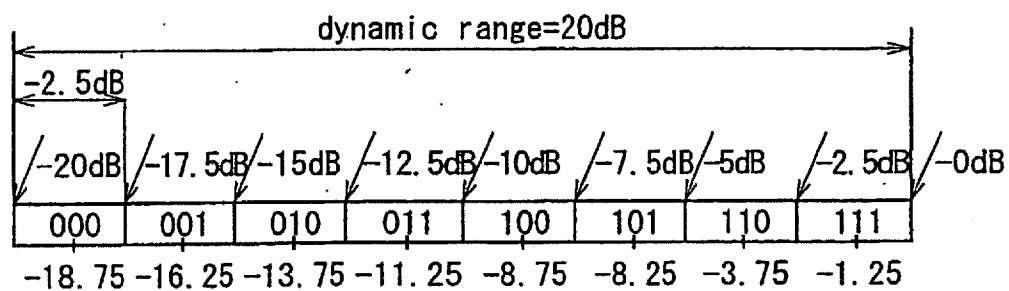 dynamic range=20dB
-2.5dB
-20dB -17.5dB -15dB -12.5dB -10dB -7.5dB -5dB -2.5dB -0dB
000 001 010 011 100 101 110 111
-18.75 -16.25 -13.75 -11.25 -8.75 -8.25 -3.75 -1.25